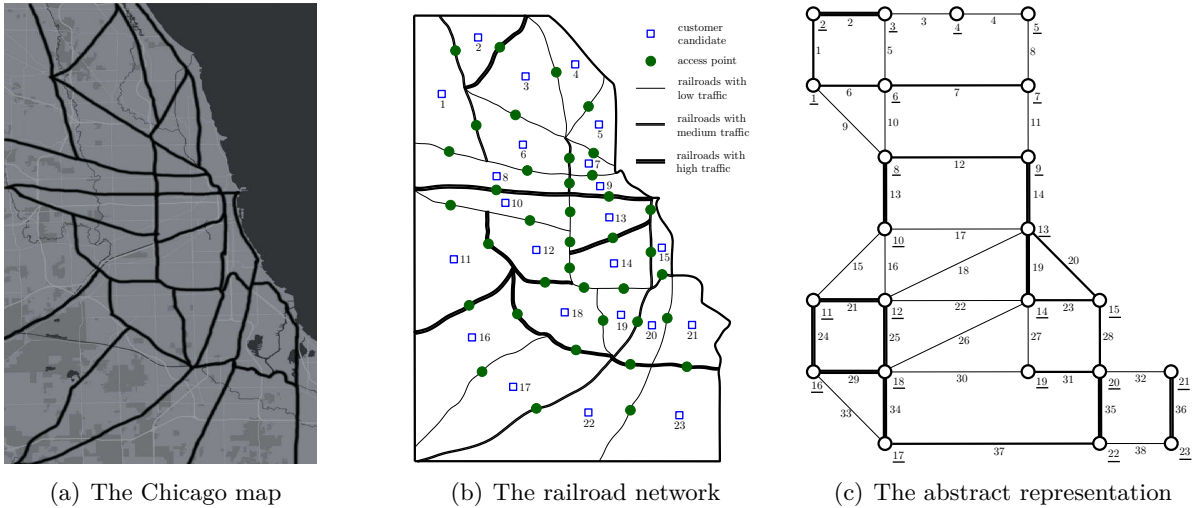 2
3
4
1
5
6
7
8
9
10
13
12
11
14
15
18
19
20
21
16
17
22
23
customer
candidate
access point
railroads with
low traffic
railroads with
medium traffic
railroads with
high traffic
2 2 3 3 4 4 5
1 5 8
1 6 6 7 7
9 10 11
8 12 9
13 14
10 17 13
15 16 18 19 20
11 21 12 22 14 23 15
24 25 26 27 28
16 29 18 30 19 31 20 32 21
33 34 35 36
17 37 22 38 23
(a) The Chicago map
(b) The railroad network
(c) The abstract representation